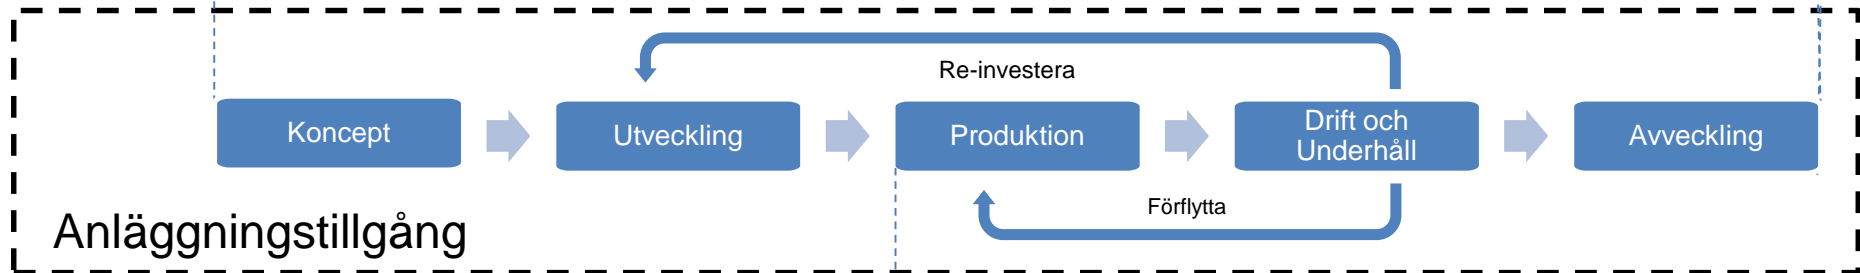 Re-investera
Koncept
Utveckling
Produktion
Drift och
Underhåll
Avveckling
Förflytta
Anläggningstillgång